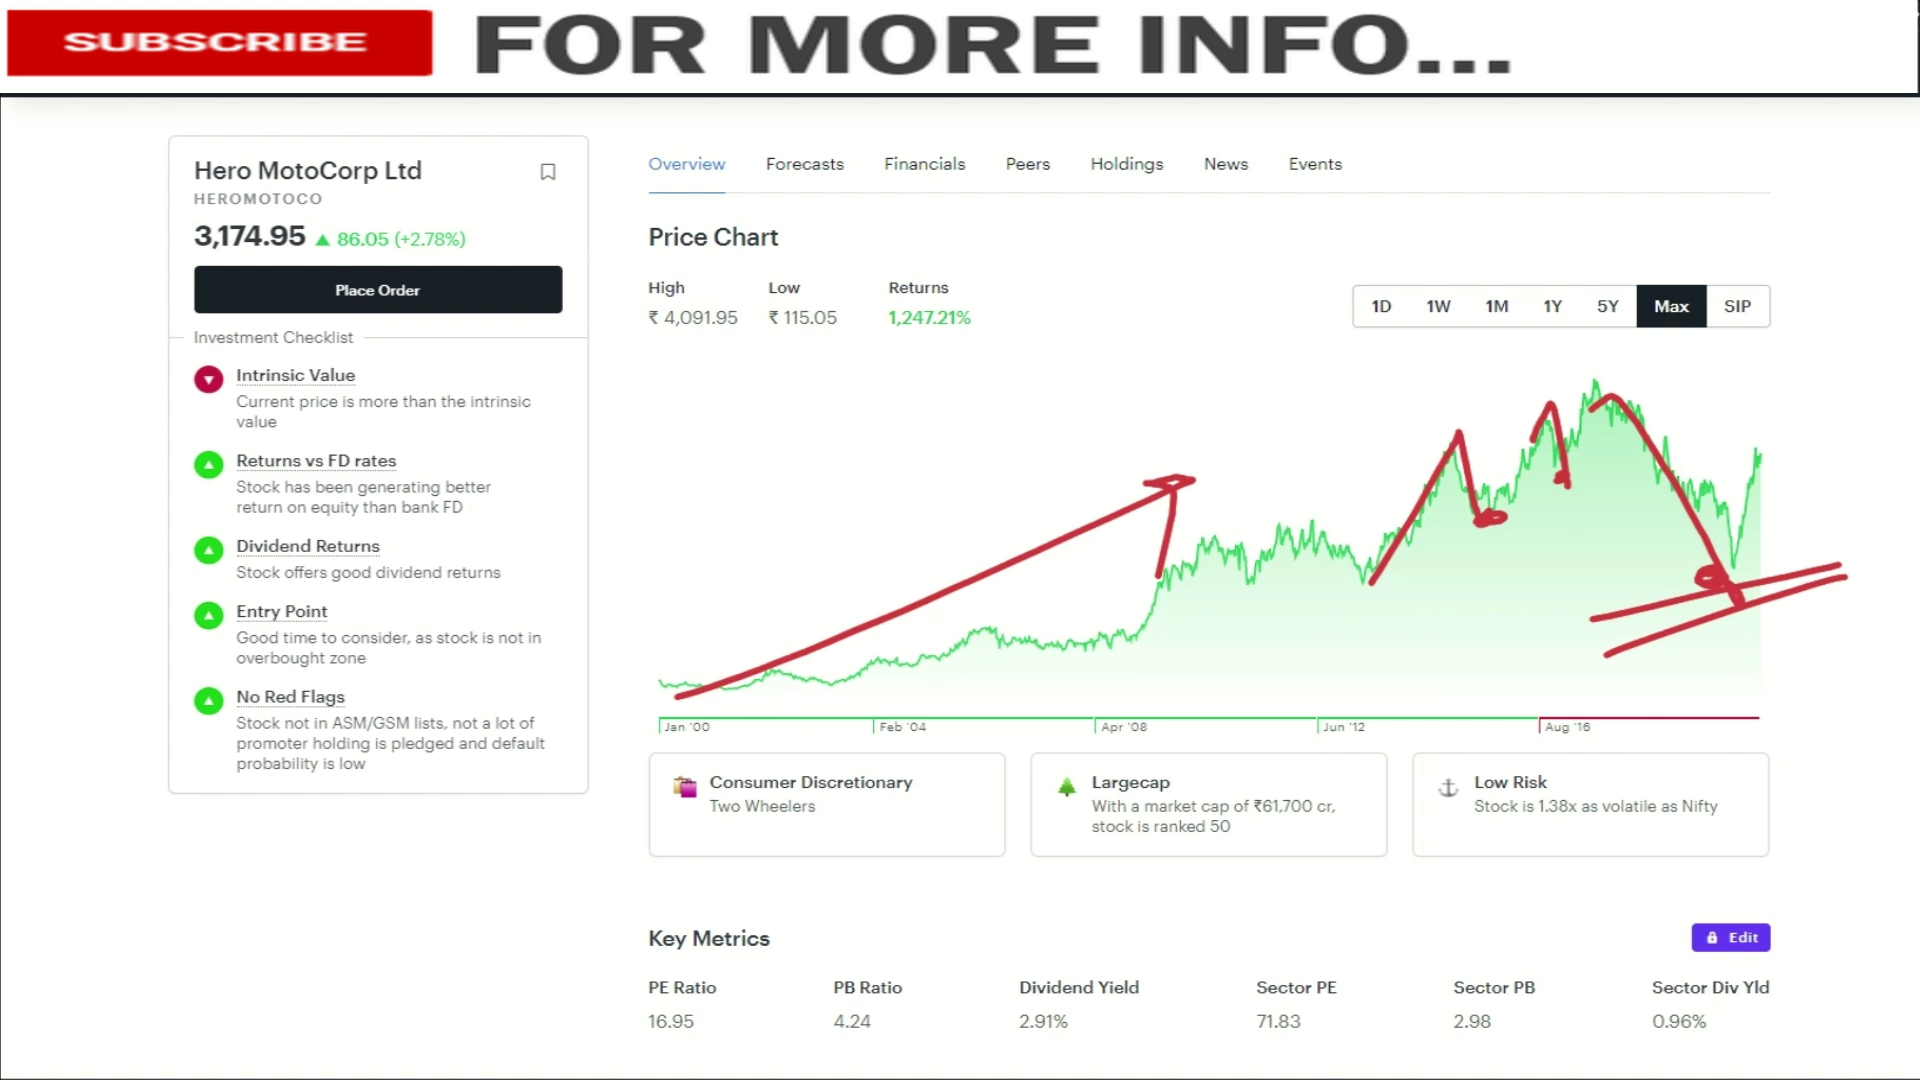 SUBSCRIBE
FOR MORE INFO...
Hero MotoCorp Ltd
HEROMOTOCO
3,174.95 ▲ 86.05 (+2.78%)
Place Order
Investment Checklist
Intrinsic Value
Current price is more than the intrinsic
value
Returns vs FD rates
Stock has been generating better
return on equity than bank FD
Dividend Returns
Stock offers good dividend returns
Entry Point
Good time to consider, as stock is not in
overbought zone
No Red Flags
Stock not in ASM/GSM lists, not a lot of
promoter holding is pledged and default
probability is low
Overview Forecasts Financials Peers Holdings News Events
Price Chart
High Low Returns
₹ 4,091.95 ₹ 115.05 1,247.21%
1D 1W 1M 1Y 5Y Max SIP
Jan '00 Feb '04 Apr '08 Jun '12 Aug '16
Consumer Discretionary
Two Wheelers
Largecap
With a market cap of ₹61,700 cr,
stock is ranked 50
Low Risk
Stock is 1.38x as volatile as Nifty
Key Metrics
Edit
PE Ratio PB Ratio Dividend Yield Sector PE Sector PB Sector Div Yld
16.95 4.24 2.91% 71.83 2.98 0.96%